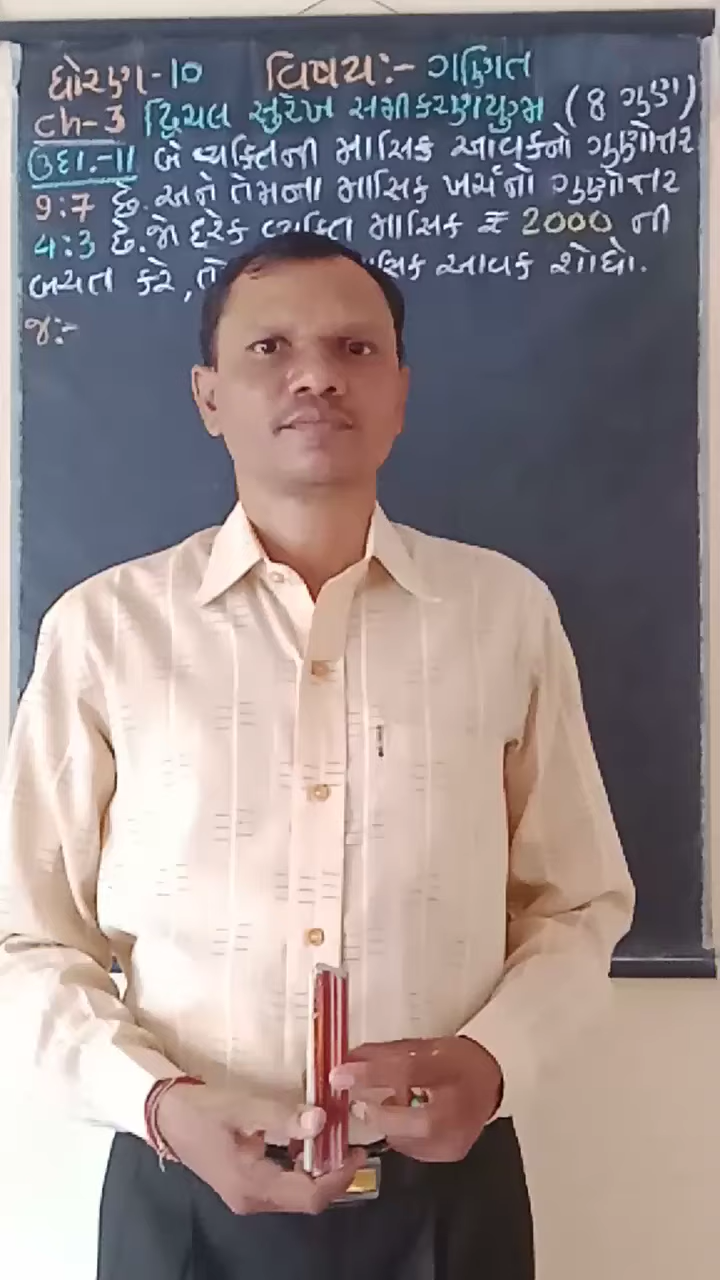 ધોરણ-10 વિષય:- ગણિત
ch-3 દ્વિચલ સુરેખ સમીકરણયુગ્મ (8 ગુણ)
ઉદા.-11 બે વ્યક્તિની માસિક આવકનો ગુણોત્તર
9:7 છે. અને તેમના માસિક ખર્ચનો ગુણોત્તર
4:3 છે. જો દરેક વ્યક્તિ માસિક ₹ 2000 ની
બચત કરે, આવક શોધો.
જ:-